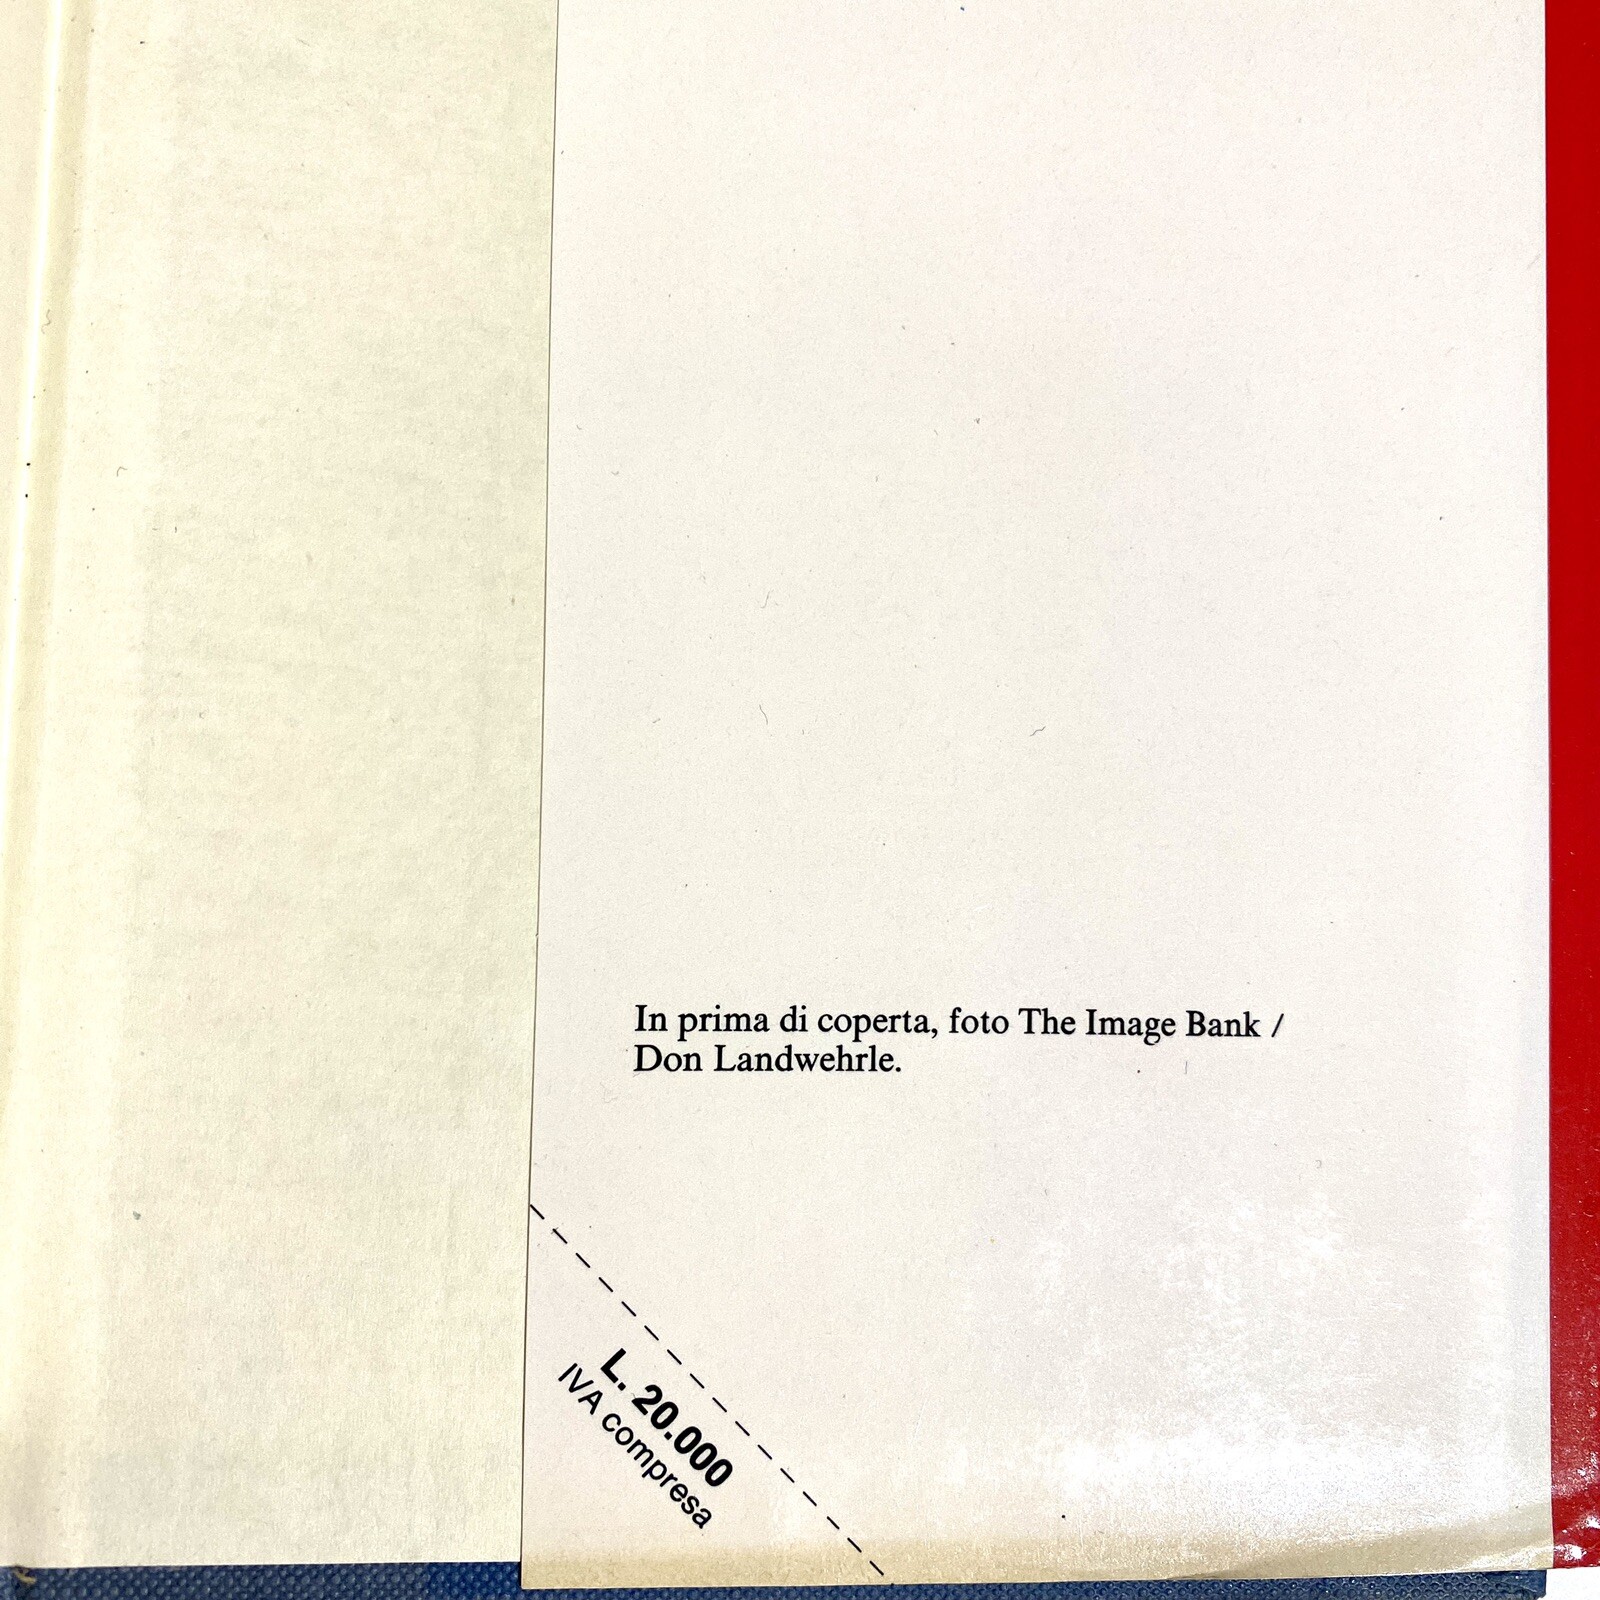 In prima di coperta, foto The Image Bank /
Don Landwehrle.
L. 20.000
IVA compresa